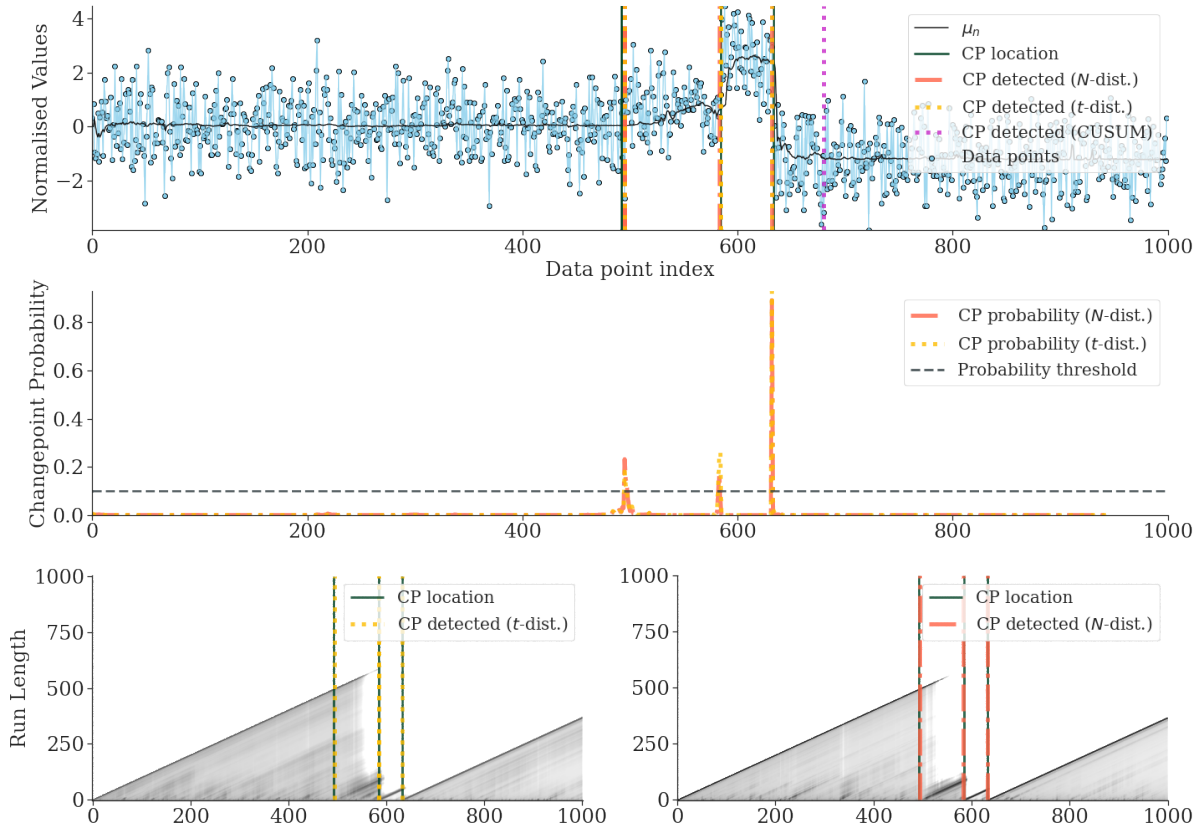 4
2
0
−2
Normalised Values
μn
CP location
CP detected (N-dist.)
CP detected (t-dist.)
CP detected (CUSUM)
Data points
0 200 400 600 800 1000
Data point index
0.8
0.6
0.4
0.2
0.0
Changepoint Probability
CP probability (N-dist.)
CP probability (t-dist.)
Probability threshold
0 200 400 600 800 1000
1000
750
500
250
0
Run Length
CP location
CP detected (t-dist.)
0 200 400 600 800 1000
1000
750
500
250
0
CP location
CP detected (N-dist.)
0 200 400 600 800 1000